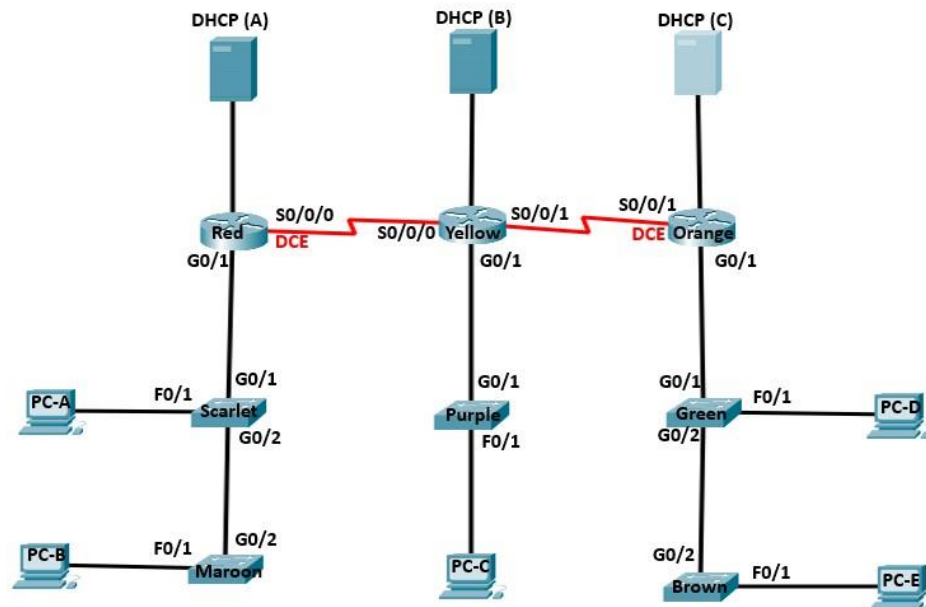 DHCP (A)
DHCP (B)
DHCP (C)
S0/0/0
S0/0/1
S0/0/1
Red
DCE
S0/0/0
Yellow
DCE
Orange
G0/1
G0/1
G0/1
G0/1
G0/1
G0/1
PC-A
F0/1
Scarlet
Purple
Green
F0/1
PC-D
G0/2
F0/1
G0/2
G0/2
G0/2
PC-B
F0/1
Maroon
PC-C
Brown
F0/1
PC-E